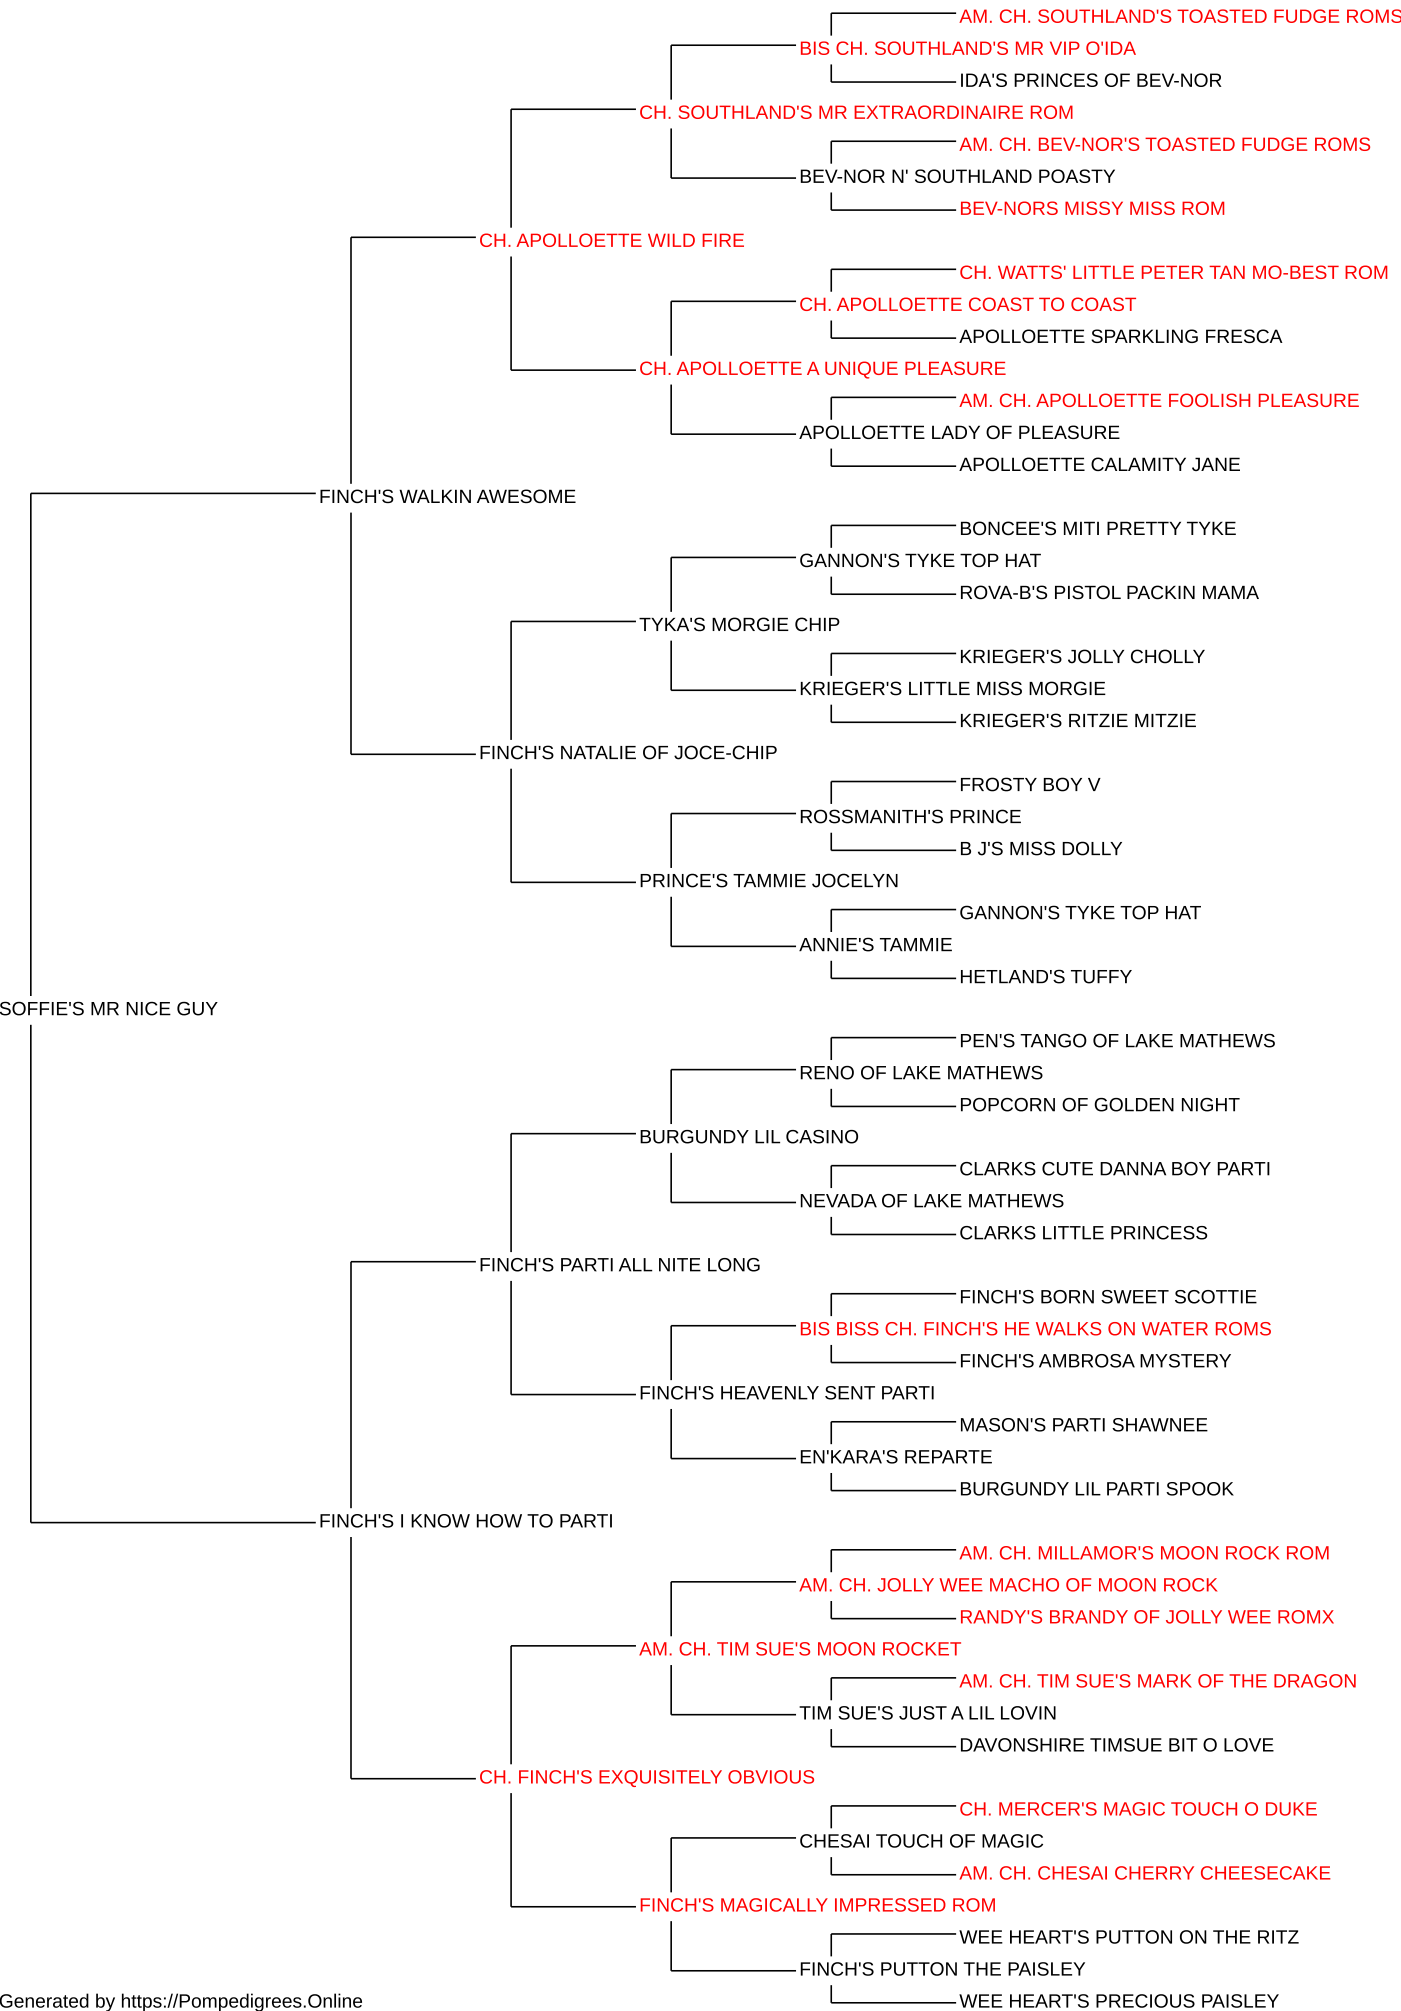 AM. CH. SOUTHLAND'S TOASTED FUDGE ROMS
BIS CH. SOUTHLAND'S MR VIP O'IDA
IDA'S PRINCES OF BEV-NOR
CH. SOUTHLAND'S MR EXTRAORDINAIRE ROM
AM. CH. BEV-NOR'S TOASTED FUDGE ROMS
BEV-NOR N' SOUTHLAND POASTY
BEV-NORS MISSY MISS ROM
CH. APOLLOETTE WILD FIRE
CH. WATTS' LITTLE PETER TAN MO-BEST ROM
CH. APOLLOETTE COAST TO COAST
APOLLOETTE SPARKLING FRESCA
CH. APOLLOETTE A UNIQUE PLEASURE
AM. CH. APOLLOETTE FOOLISH PLEASURE
APOLLOETTE LADY OF PLEASURE
APOLLOETTE CALAMITY JANE
FINCH'S WALKIN AWESOME
BONCEE'S MITI PRETTY TYKE
GANNON'S TYKE TOP HAT
ROVA-B'S PISTOL PACKIN MAMA
TYKA'S MORGIE CHIP
KRIEGER'S JOLLY CHOLLY
KRIEGER'S LITTLE MISS MORGIE
KRIEGER'S RITZIE MITZIE
FINCH'S NATALIE OF JOCE-CHIP
FROSTY BOY V
ROSSMANITH'S PRINCE
B J'S MISS DOLLY
PRINCE'S TAMMIE JOCELYN
GANNON'S TYKE TOP HAT
ANNIE'S TAMMIE
HETLAND'S TUFFY
SOFFIE'S MR NICE GUY
PEN'S TANGO OF LAKE MATHEWS
RENO OF LAKE MATHEWS
POPCORN OF GOLDEN NIGHT
BURGUNDY LIL CASINO
CLARKS CUTE DANNA BOY PARTI
NEVADA OF LAKE MATHEWS
CLARKS LITTLE PRINCESS
FINCH'S PARTI ALL NITE LONG
FINCH'S BORN SWEET SCOTTIE
BIS BISS CH. FINCH'S HE WALKS ON WATER ROMS
FINCH'S AMBROSA MYSTERY
FINCH'S HEAVENLY SENT PARTI
MASON'S PARTI SHAWNEE
EN'KARA'S REPARTE
BURGUNDY LIL PARTI SPOOK
FINCH'S I KNOW HOW TO PARTI
AM. CH. MILLAMOR'S MOON ROCK ROM
AM. CH. JOLLY WEE MACHO OF MOON ROCK
RANDY'S BRANDY OF JOLLY WEE ROMX
AM. CH. TIM SUE'S MOON ROCKET
AM. CH. TIM SUE'S MARK OF THE DRAGON
TIM SUE'S JUST A LIL LOVIN
DAVONSHIRE TIMSUE BIT O LOVE
CH. FINCH'S EXQUISITELY OBVIOUS
CH. MERCER'S MAGIC TOUCH O DUKE
CHESAI TOUCH OF MAGIC
AM. CH. CHESAI CHERRY CHEESECAKE
FINCH'S MAGICALLY IMPRESSED ROM
WEE HEART'S PUTTON ON THE RITZ
FINCH'S PUTTON THE PAISLEY
WEE HEART'S PRECIOUS PAISLEY
Generated by https://Pompedigrees.Online